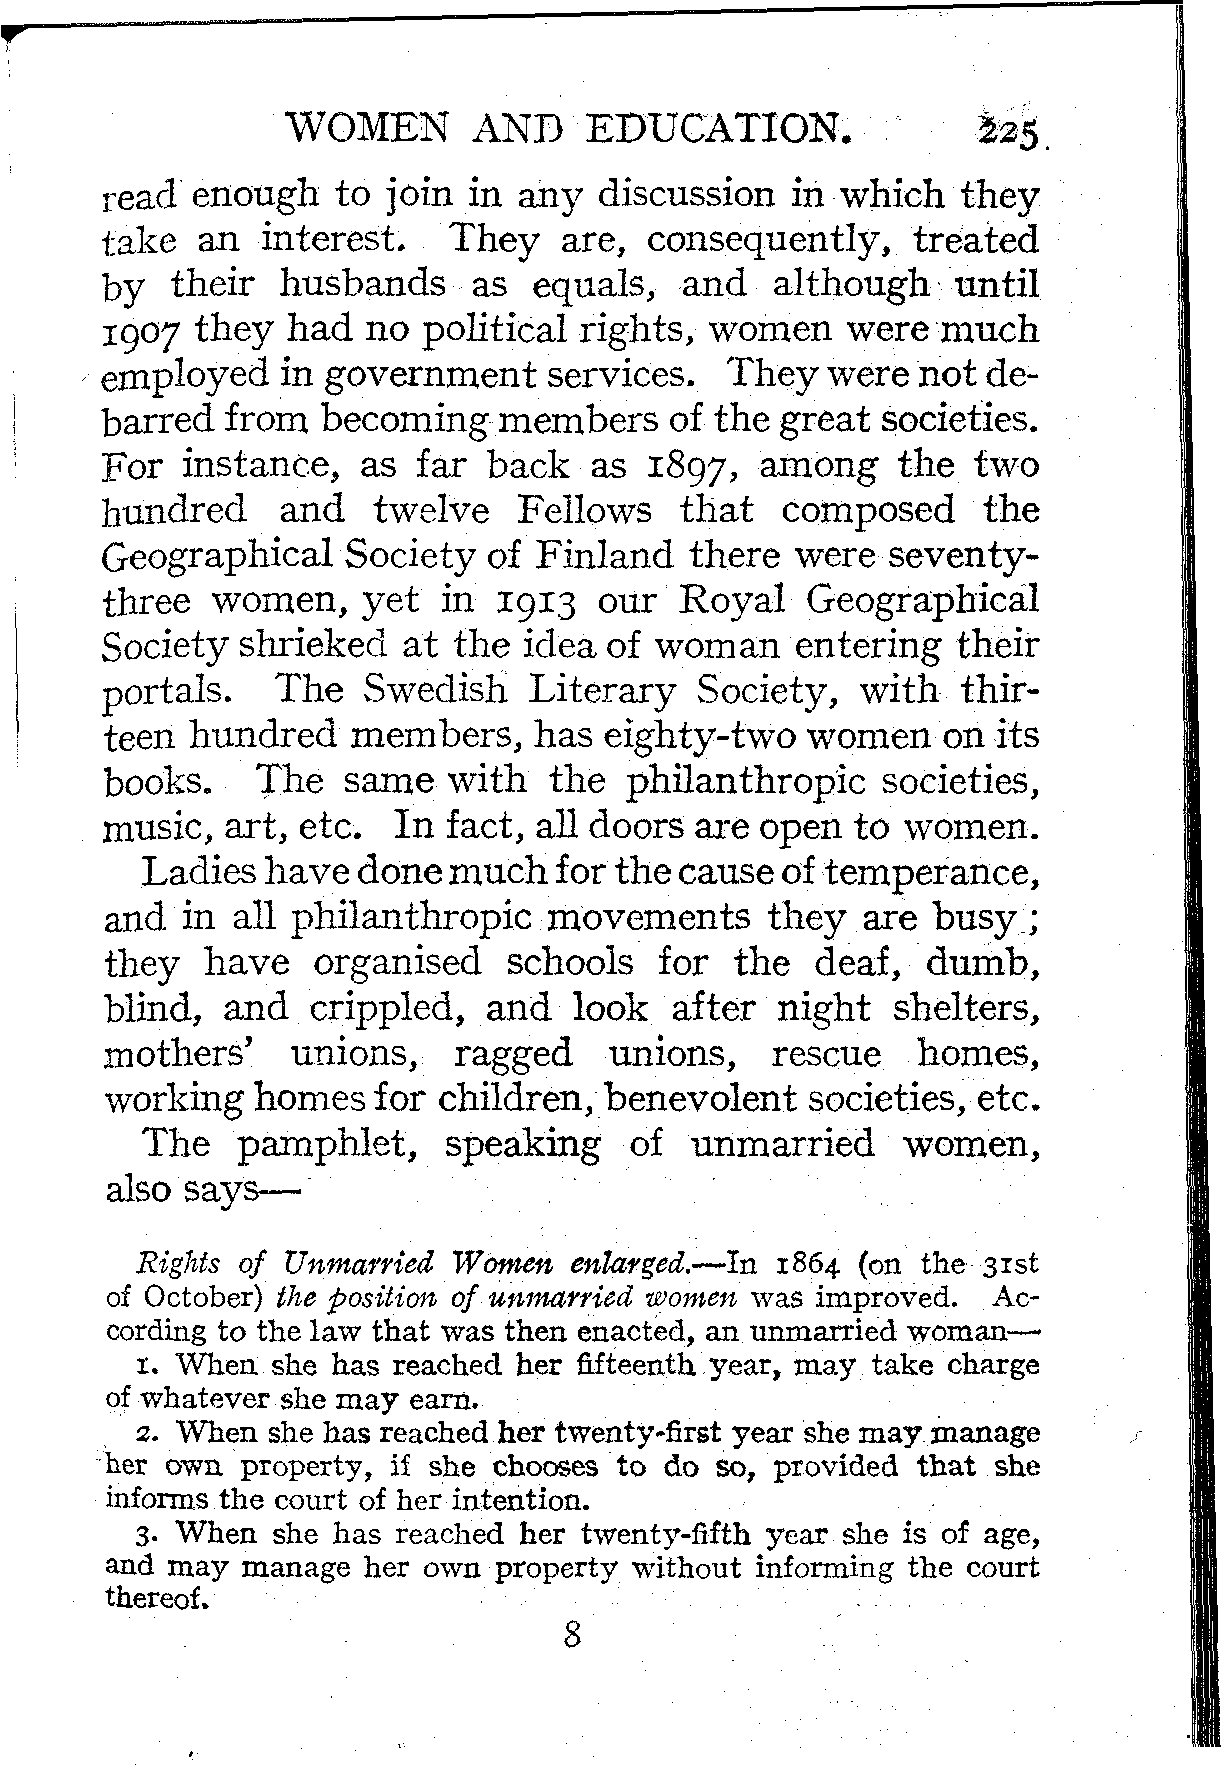 WOMEN AND EDUCATION. 225
read enough to join in any discussion in which they
take an interest. They are, consequently, treated
by their husbands as equals, and although until
1907 they had no political rights, women were much
employed in government services. They were not de-
barred from becoming members of the great societies.
For instance, as far back as 1897, among the two
hundred and twelve Fellows that composed the
Geographical Society of Finland there were seventy-
three women, yet in 1913 our Royal Geographical
Society shrieked at the idea of woman entering their
portals. The Swedish Literary Society, with thir-
teen hundred members, has eighty-two women on its
books. The same with the philanthropic societies,
music, art, etc. In fact, all doors are open to women.
Ladies have done much for the cause of temperance,
and in all philanthropic movements they are busy;
they have organised schools for the deaf, dumb,
blind, and crippled, and look after night shelters,
mothers' unions, ragged unions, rescue homes,
working homes for children, benevolent societies, etc.
The pamphlet, speaking of unmarried women,
also says—
Rights of Unmarried Women enlarged.—In 1864 (on the 31st
of October) the position of unmarried women was improved. Ac-
cording to the law that was then enacted, an unmarried woman—
1. When she has reached her fifteenth year, may take charge
of whatever she may earn.
2. When she has reached her twenty-first year she may manage
her own property, if she chooses to do so, provided that she
informs the court of her intention.
3. When she has reached her twenty-fifth year she is of age,
and may manage her own property without informing the court
thereof.
8